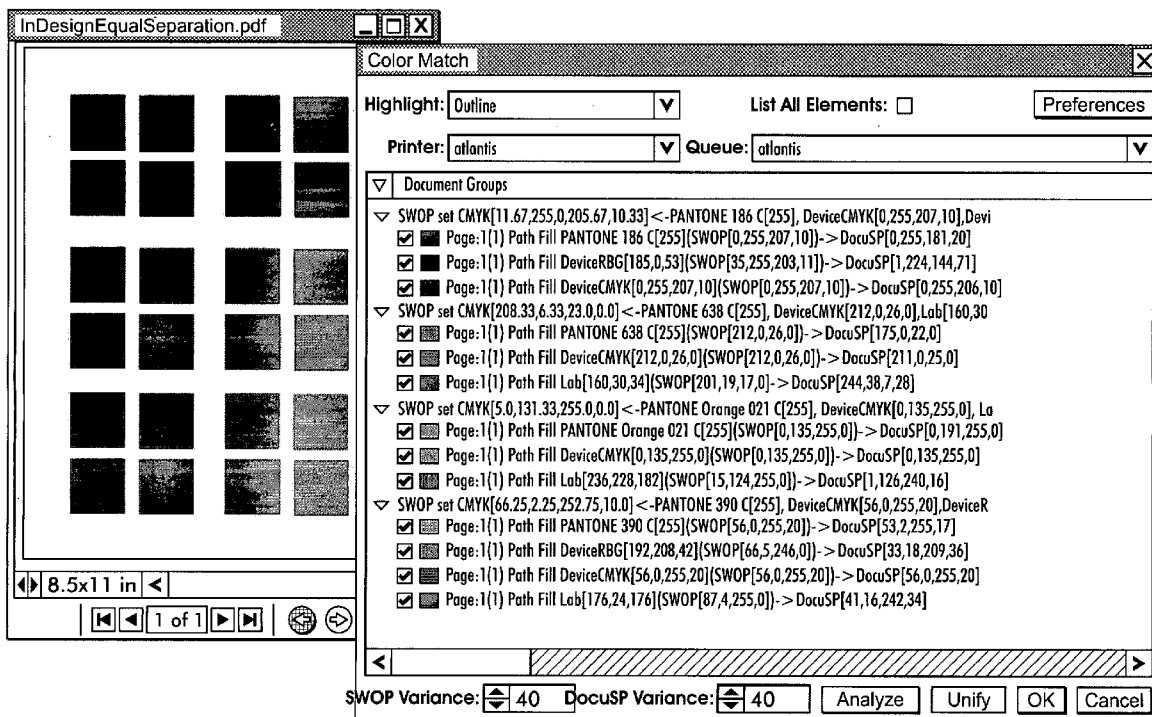 InDesignEqualSeparation.pdf
Color Match
Highlight: Outline
List All Elements:
Preferences
Printer: atlantis
Queue: atlantis
Document Groups
SWOP set CMYK[11.67,255,0,205.67,10.33]<-PANTONE 186 C[255], DeviceCMYK[0,255,207,10],Devi
Page:1(1) Path Fill PANTONE 186 C[255](SWOP[0,255,207,10])->DocuSP[0,255,181,20]
Page:1(1) Path Fill DeviceRBG[185,0,53](SWOP[35,255,203,11])->DocuSP[1,224,144,71]
Page:1(1) Path Fill DeviceCMYK[0,255,207,10](SWOP[0,255,207,10])->DocuSP[0,255,206,10]
SWOP set CMYK[208.33,6.33,23.0,0.0]<-PANTONE 638 C[255], DeviceCMYK[212,0,26,0],Lab[160,30
Page:1(1) Path Fill PANTONE 638 C[255](SWOP[212,0,26,0])->DocuSP[175,0,22,0]
Page:1(1) Path Fill DeviceCMYK[212,0,26,0](SWOP[212,0,26,0])->DocuSP[211,0,25,0]
Page:1(1) Path Fill Lab[160,30,34](SWOP[201,19,17,0]->DocuSP[244,38,7,28]
SWOP set CMYK[5.0,131.33,255.0,0.0]<-PANTONE Orange 021 C[255], DeviceCMYK[0,135,255,0], La
Page:1(1) Path Fill PANTONE Orange 021 C[255](SWOP[0,135,255,0])->DocuSP[0,191,255,0]
Page:1(1) Path Fill DeviceCMYK[0,135,255,0](SWOP[0,135,255,0])->DocuSP[0,135,255,0]
Page:1(1) Path Fill Lab[236,228,182](SWOP[15,124,255,0])->DocuSP[1,126,240,16]
SWOP set CMYK[66.25,2.25,252.75,10.0]<-PANTONE 390 C[255], DeviceCMYK[56,0,255,20],DeviceR
Page:1(1) Path Fill PANTONE 390 C[255](SWOP[56,0,255,20])->DocuSP[53,2,255,17]
Page:1(1) Path Fill DeviceRBG[192,208,42](SWOP[66,5,246,0])->DocuSP[33,18,209,36]
Page:1(1) Path Fill DeviceCMYK[56,0,255,20](SWOP[56,0,255,20])->DocuSP[56,0,255,20]
Page:1(1) Path Fill Lab[176,24,176](SWOP[87,4,255,0])->DocuSP[41,16,242,34]
8.5x11 in
1 of 1
SWOP Variance: 40
DocuSP Variance: 40
Analyze
Unify
OK
Cancel